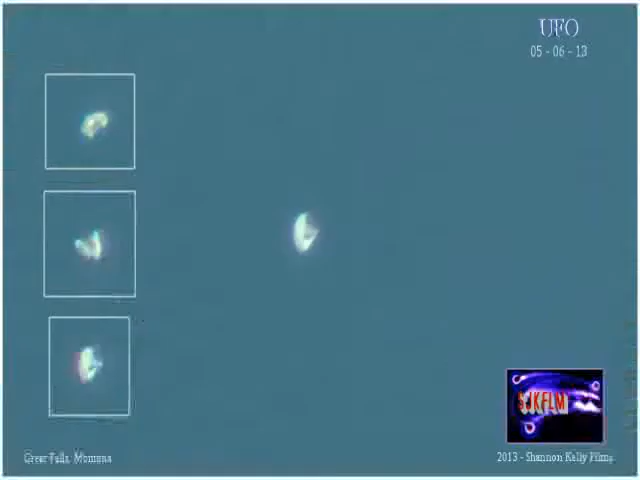 UFO
05 - 06 - 13
SJKFLM
Great Falls, Montana
2013 - Shannon Kelly Films